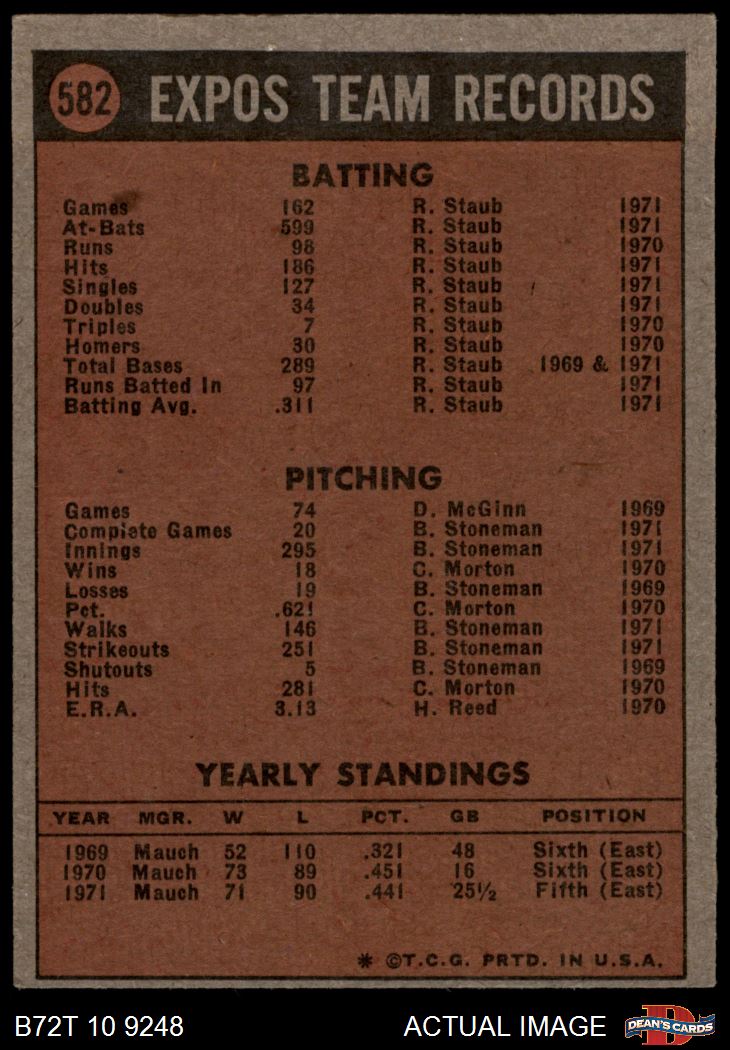 582 EXPOS TEAM RECORDS
BATTING
Games 162 R. Staub 1971
At-Bats 599 R. Staub 1971
Runs 98 R. Staub 1970
Hits 186 R. Staub 1971
Singles 127 R. Staub 1971
Doubles 34 R. Staub 1971
Triples 7 R. Staub 1970
Homers 30 R. Staub 1970
Total Bases 289 R. Staub 1969 & 1971
Runs Batted In 97 R. Staub 1971
Batting Avg. .311 R. Staub 1971
PITCHING
Games 74 D. McGinn 1969
Complete Games 20 B. Stoneman 1971
Innings 295 B. Stoneman 1971
Wins 18 C. Morton 1970
Losses 19 B. Stoneman 1969
Pct. .621 C. Morton 1970
Walks 146 B. Stoneman 1971
Strikeouts 251 B. Stoneman 1971
Shutouts 5 B. Stoneman 1969
Hits 281 C. Morton 1970
E.R.A. 3.13 H. Reed 1970
YEARLY STANDINGS
YEAR MGR. W L PCT. GB POSITION
1969 Mauch 52 110 .321 48 Sixth (East)
1970 Mauch 73 89 .451 16 Sixth (East)
1971 Mauch 71 90 .441 25½ Fifth (East)
* ©T.C.G. PRTD. IN U.S.A.
B72T 10 9248 ACTUAL IMAGE D DEAN'S CARDS